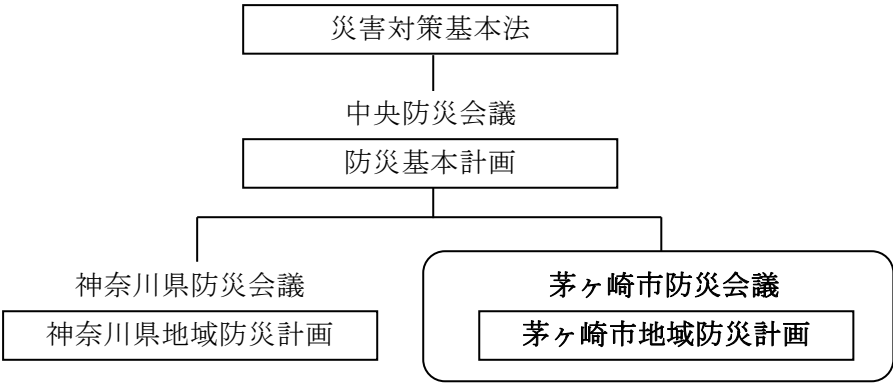 災害対策基本法
中央防災会議
防災基本計画
神奈川県防災会議
神奈川県地域防災計画
茅ヶ崎市防災会議
茅ヶ崎市地域防災計画